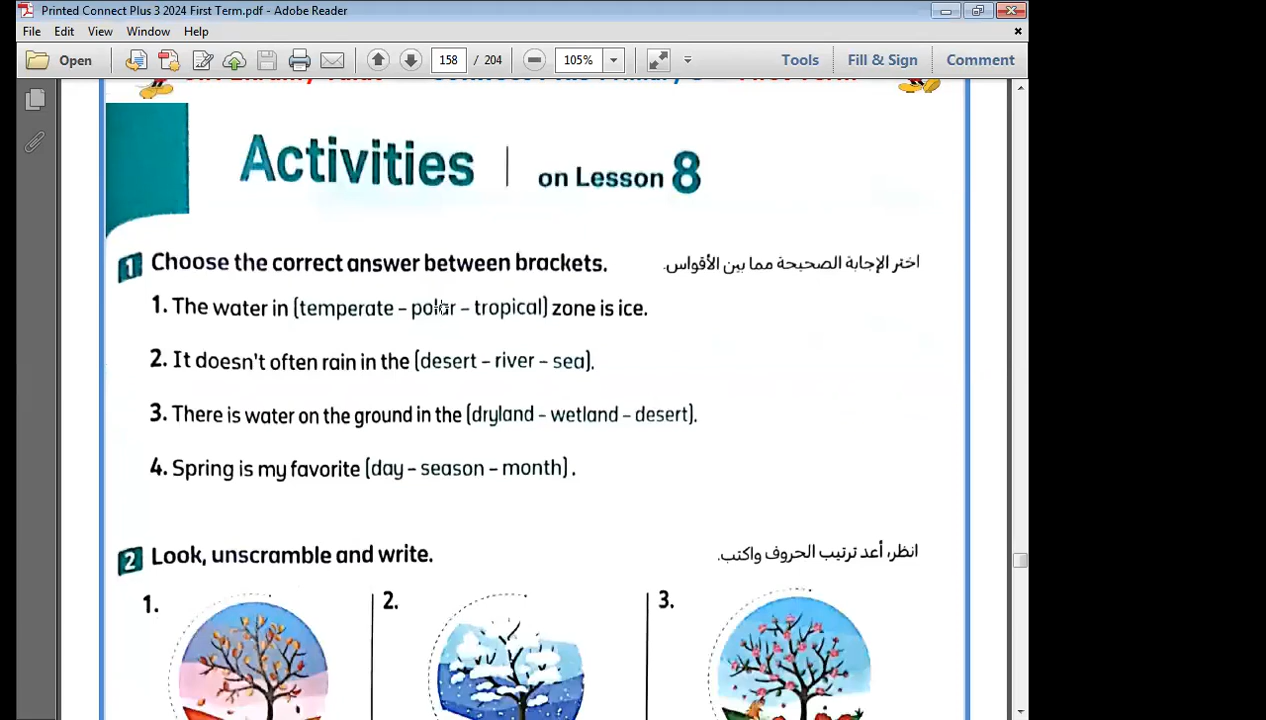 Printed Connect Plus 3 2024 First Term.pdf - Adobe Reader
File Edit View Window Help
Open 158 / 204 105% Tools Fill & Sign Comment
Activities on Lesson 8
1 Choose the correct answer between brackets. اختر الإجابة الصحيحة مما بين الأقواس.
1. The water in (temperate – polar – tropical) zone is ice.
2. It doesn't often rain in the (desert – river – sea).
3. There is water on the ground in the (dryland - wetland – desert).
4. Spring is my favorite (day – season – month) .
2 Look, unscramble and write. انظر، أعد ترتيب الحروف واكتب.
1. 2. 3.